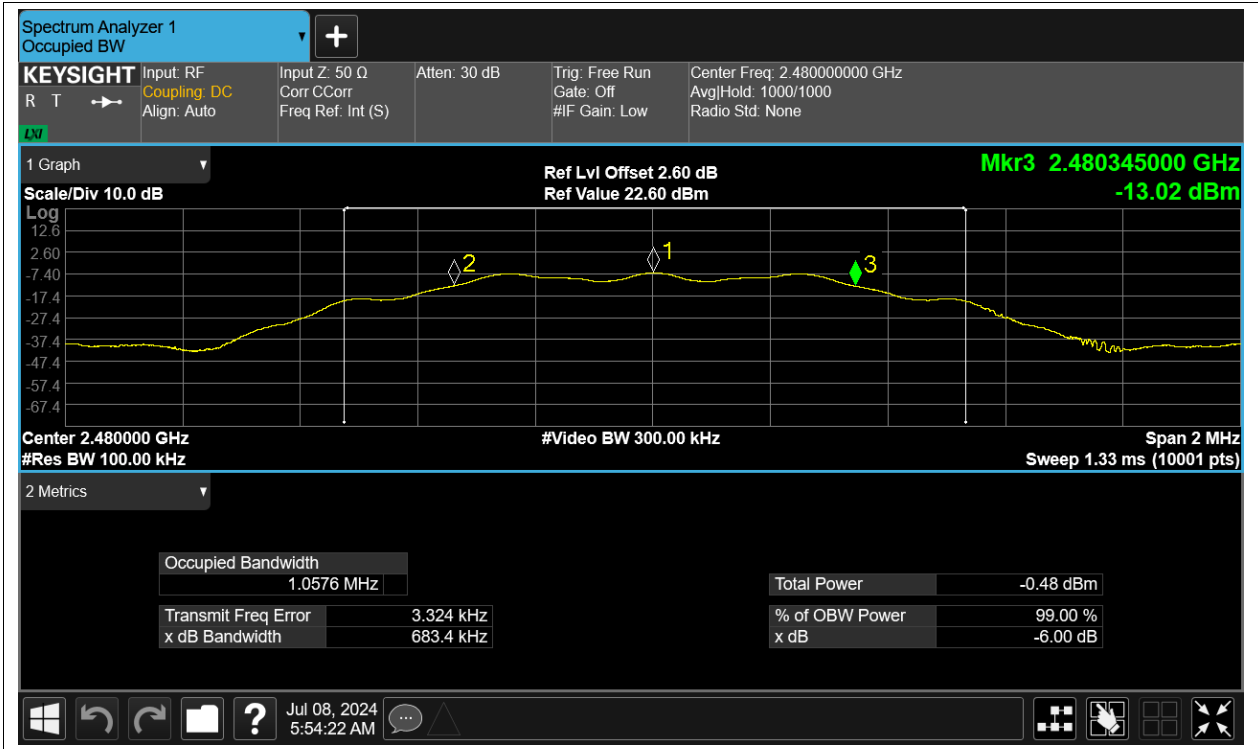 Spectrum Analyzer 1
Occupied BW
KEYSIGHT
R T
LXI
Input: RF
Coupling: DC
Align: Auto
Input Z: 50 Ω
Corr CCorr
Freq Ref: Int (S)
Atten: 30 dB
Trig: Free Run
Gate: Off
#IF Gain: Low
Center Freq: 2.480000000 GHz
Avg|Hold: 1000/1000
Radio Std: None
1 Graph
Scale/Div 10.0 dB
Ref Lvl Offset 2.60 dB
Ref Value 22.60 dBm
Mkr3 2.480345000 GHz
-13.02 dBm
Log
12.6
2.60
-7.40
-17.4
-27.4
-37.4
-47.4
-57.4
-67.4
2
1
3
Center 2.480000 GHz
#Res BW 100.00 kHz
#Video BW 300.00 kHz
Span 2 MHz
Sweep 1.33 ms (10001 pts)
2 Metrics
Occupied Bandwidth
1.0576 MHz
Transmit Freq Error 3.324 kHz
x dB Bandwidth 683.4 kHz
Total Power -0.48 dBm
% of OBW Power 99.00 %
x dB -6.00 dB
?
Jul 08, 2024
5:54:22 AM